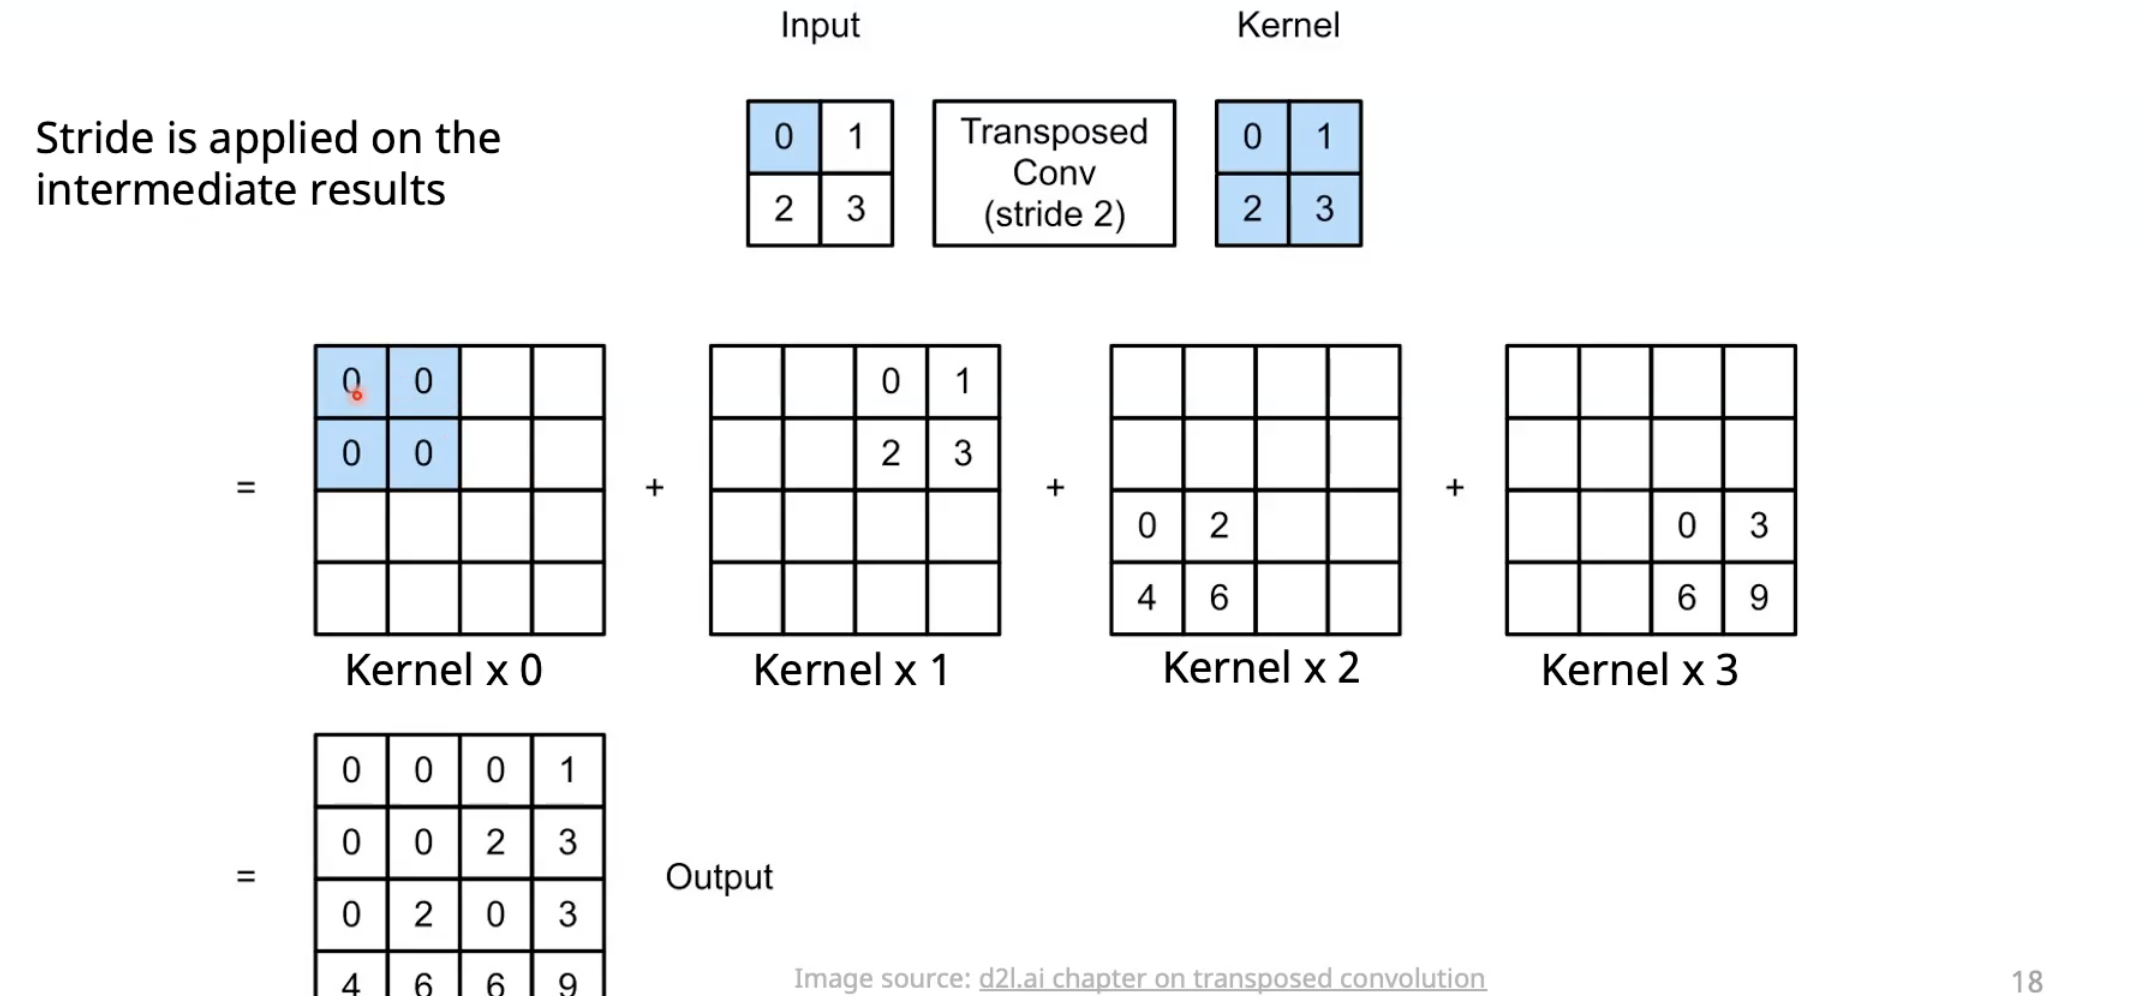 Input Kernel
Stride is applied on the
intermediate results
0 1
2 3
Transposed
Conv
(stride 2)
0 1
2 3
=
0 0
0 0
+
0 1
2 3
+
0 2
4 6
+
0 3
6 9
Kernel x 0
Kernel x 1
Kernel x 2
Kernel x 3
=
0 0 0 1
0 0 2 3
0 2 0 3
4 6 6 9
Output
Image source: d2l.ai chapter on transposed convolution
18